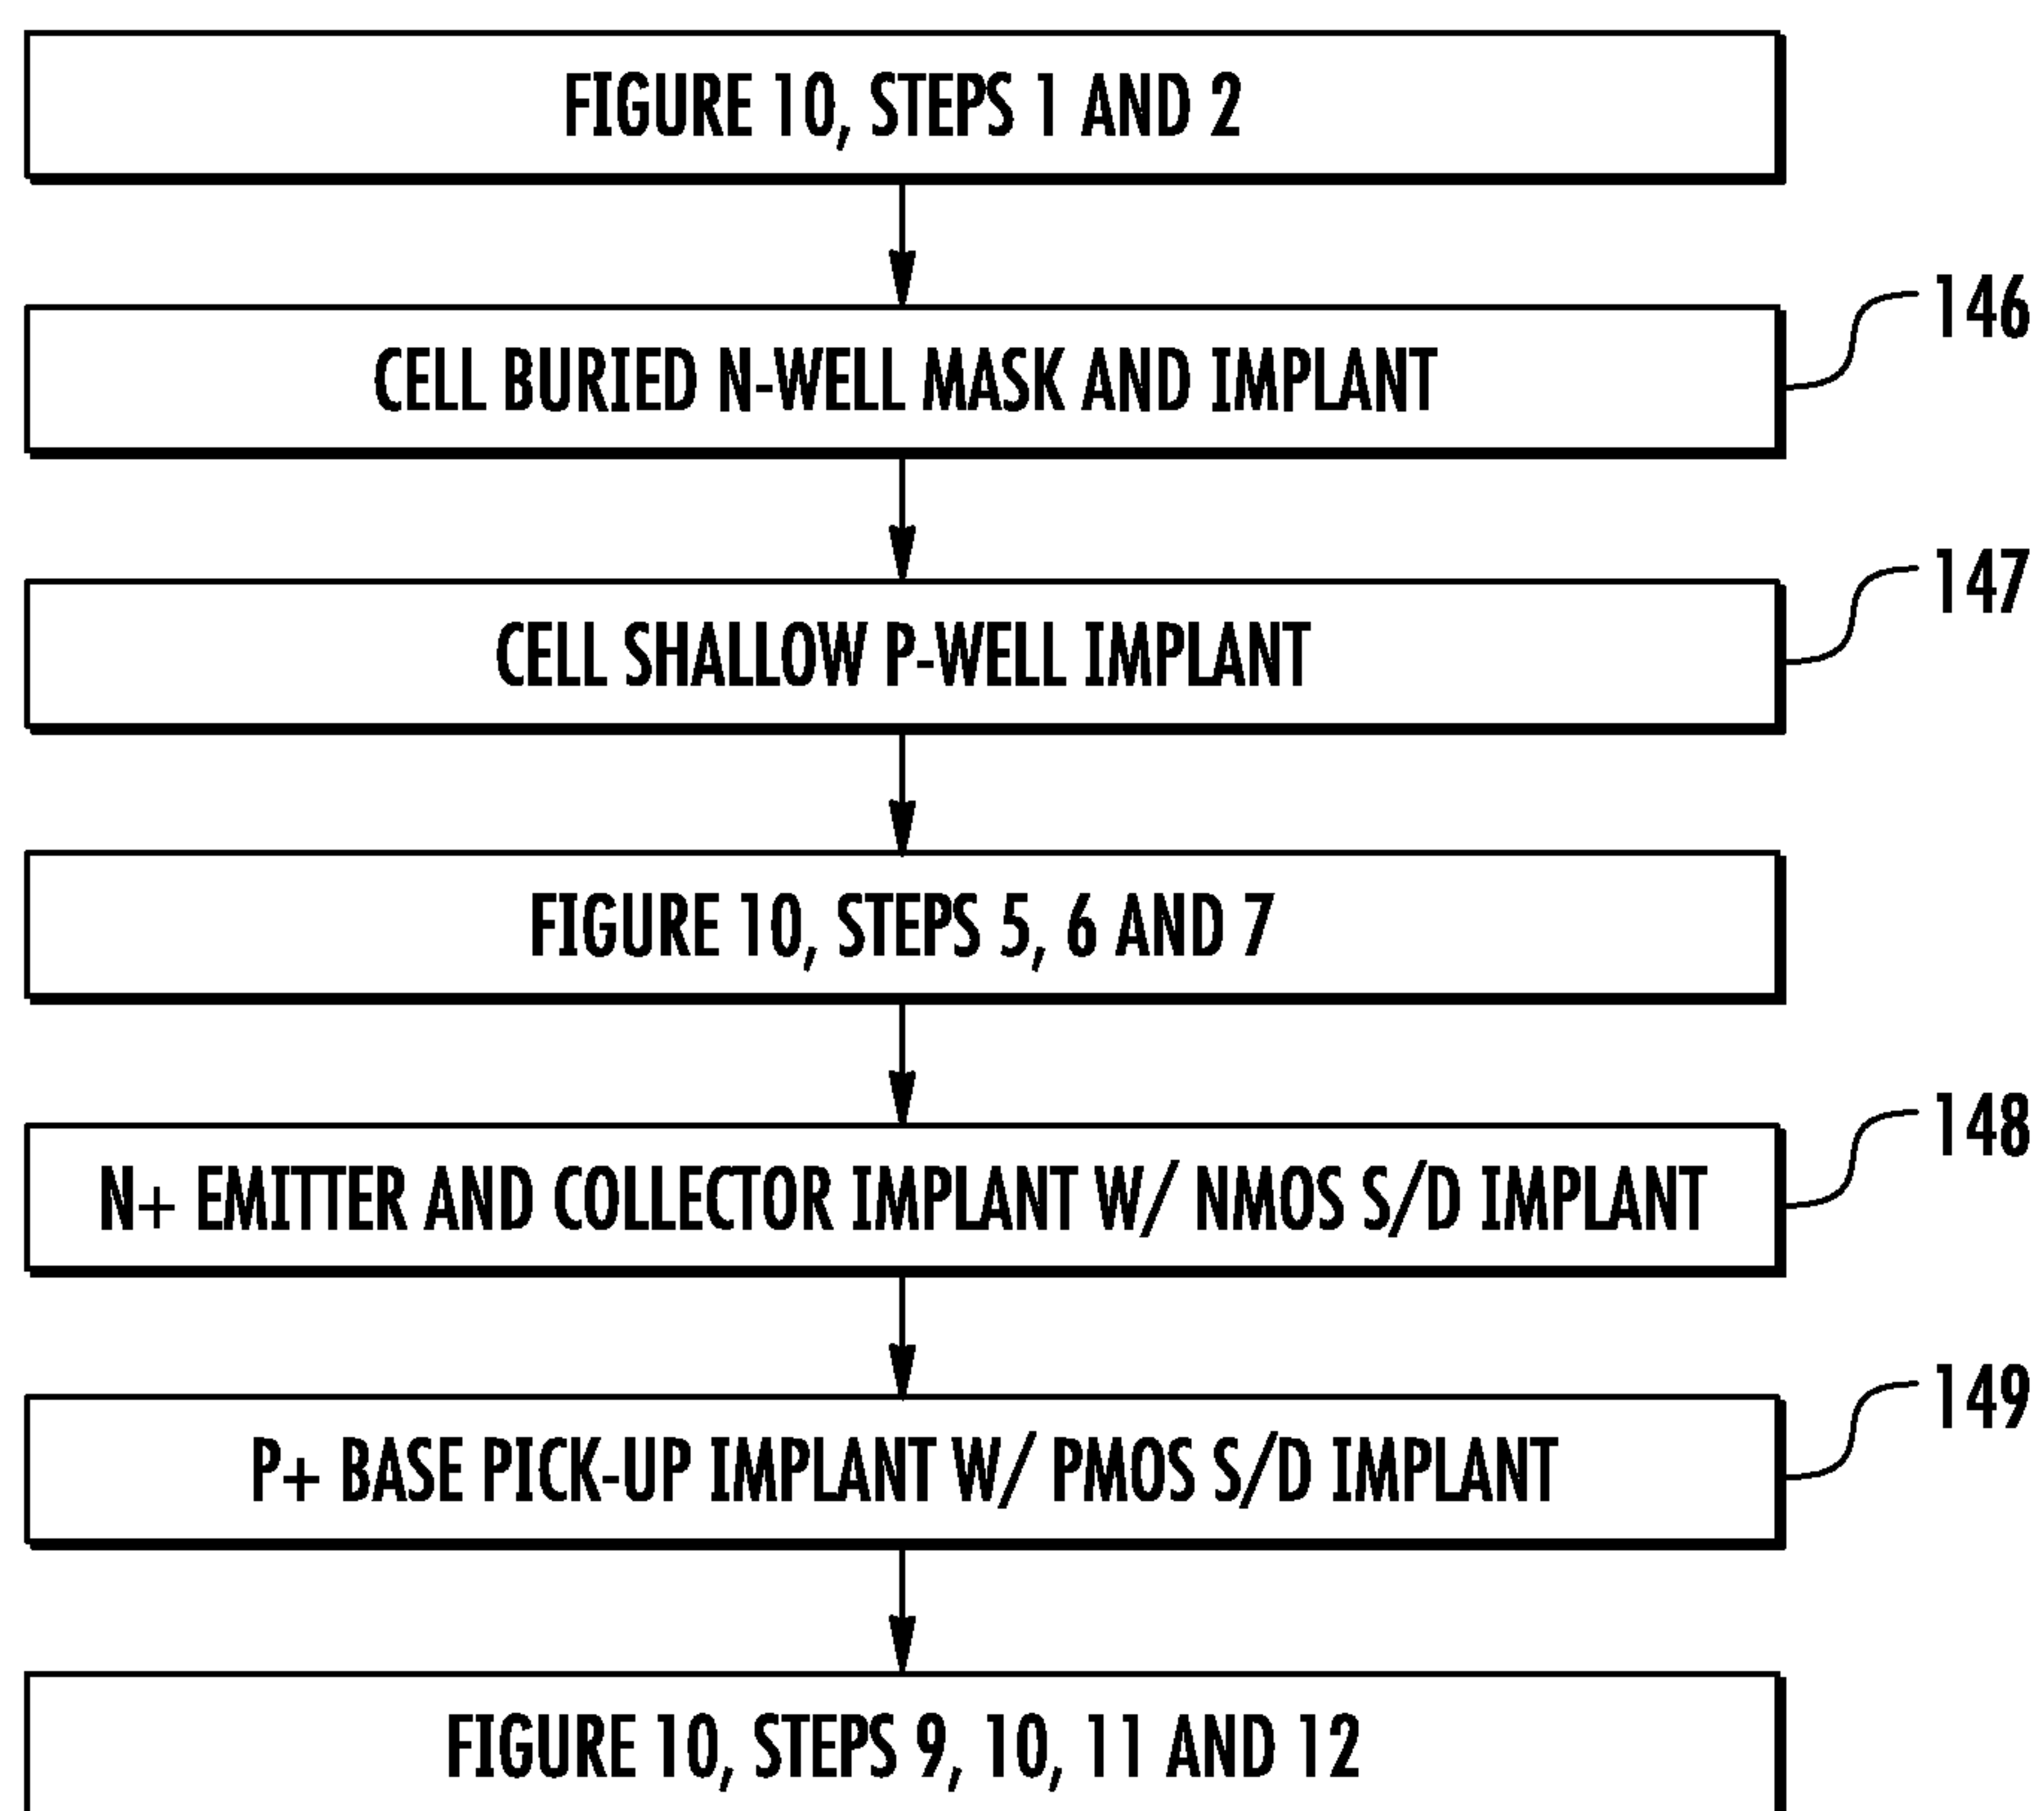 FIGURE 10, STEPS 1 AND 2
146
CELL BURIED N-WELL MASK AND IMPLANT
147
CELL SHALLOW P-WELL IMPLANT
FIGURE 10, STEPS 5, 6 AND 7
148
N+ EMITTER AND COLLECTOR IMPLANT W/ NMOS S/D IMPLANT
149
P+ BASE PICK-UP IMPLANT W/ PMOS S/D IMPLANT
FIGURE 10, STEPS 9, 10, 11 AND 12